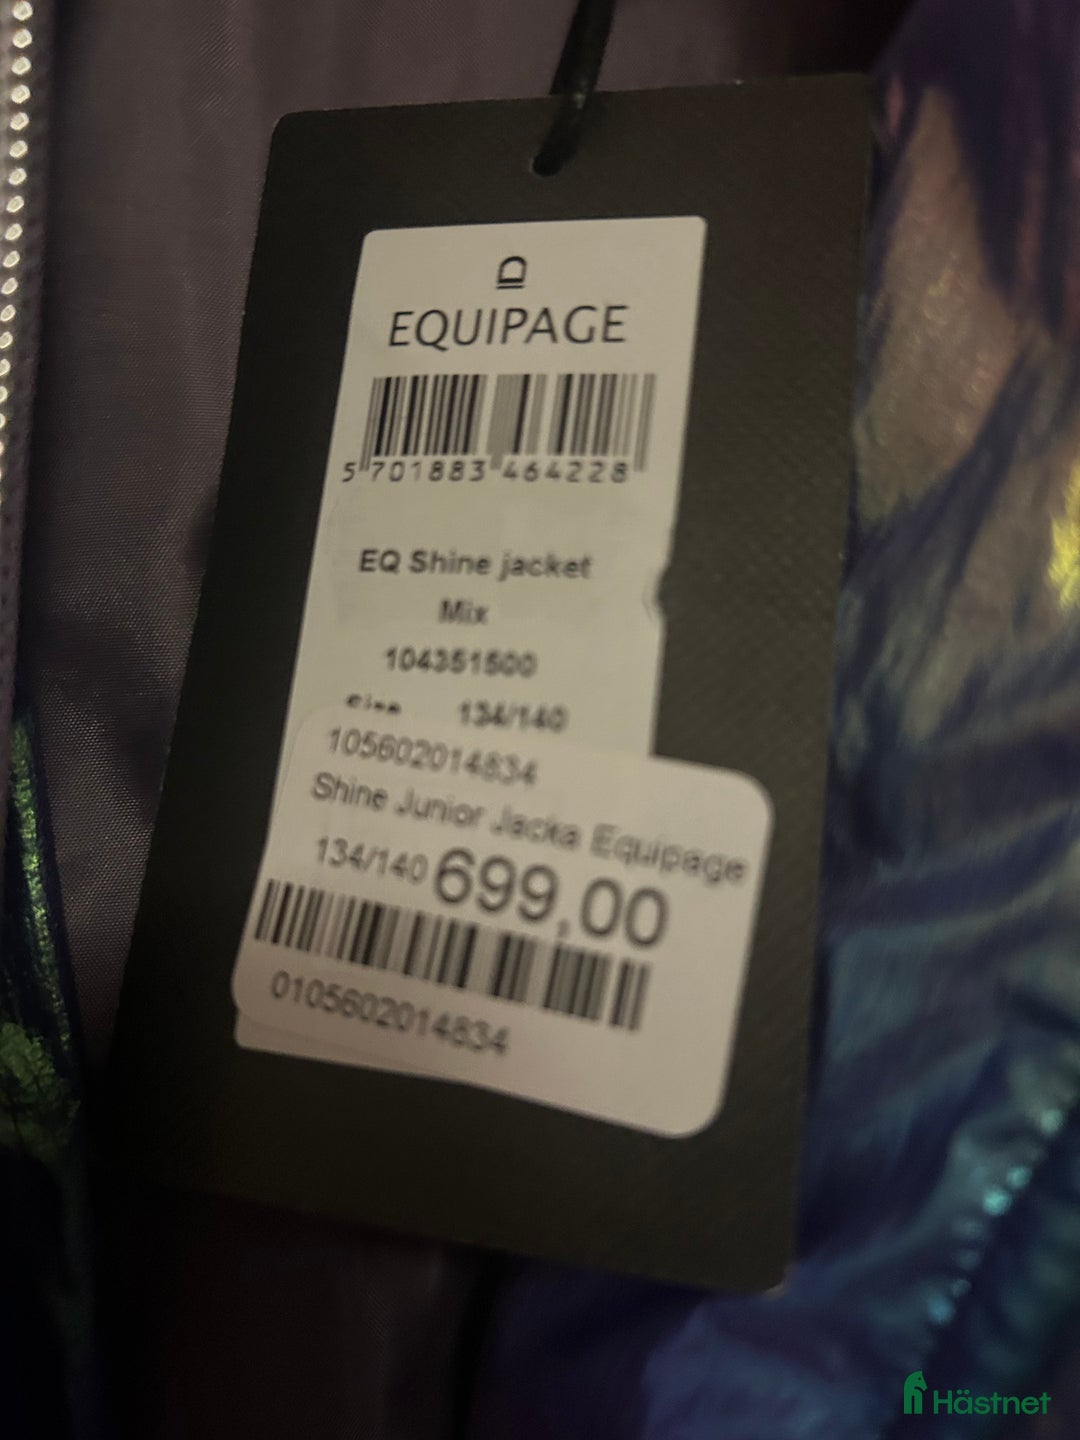 EQUIPAGE
5 701883 464228
EQ Shine jacket
Mix
104351500
Size 134/140
105602014834
Shine Junior Jacka Equipage
134/140 699,00
0105602014834
Hästnet